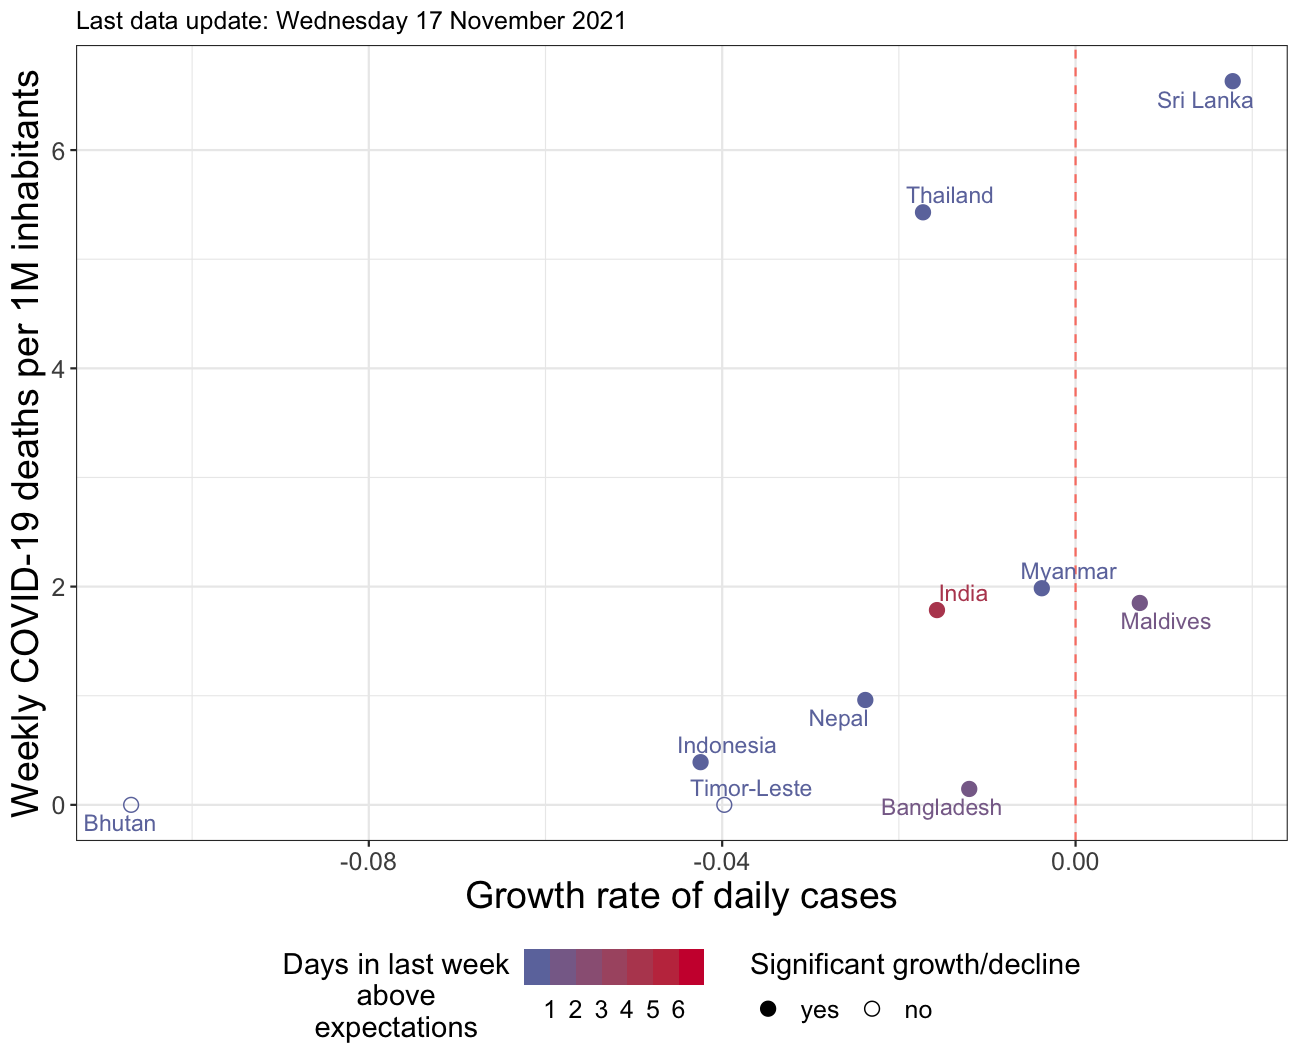 Last data update: Wednesday 17 November 2021
Weekly COVID-19 deaths per 1M inhabitants
6
4
2
0
Sri Lanka
Thailand
Myanmar
India
Maldives
Nepal
Indonesia
Timor-Leste
Bangladesh
Bhutan
-0.08 -0.04 0.00
Growth rate of daily cases
Days in last week
above
expectations
1 2 3 4 5 6
Significant growth/decline
yes no